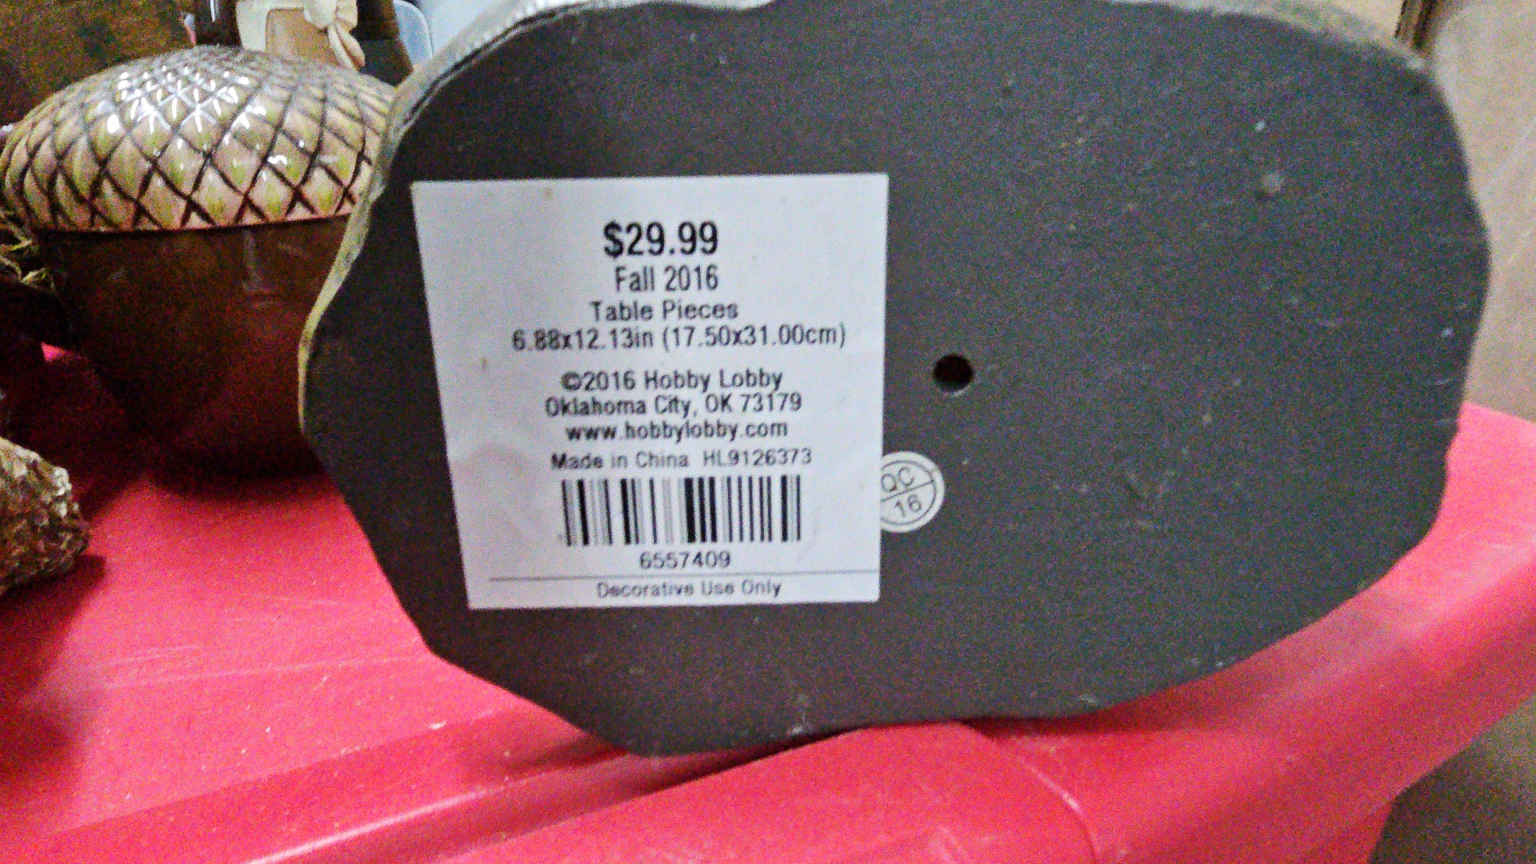 $29.99
Fall 2016
Table Pieces
6.88x12.13in (17.50x31.00cm)
©2016 Hobby Lobby
Oklahoma City, OK 73179
www.hobbylobby.com
Made in China HL9126373
6557409
Decorative Use Only
QC
16